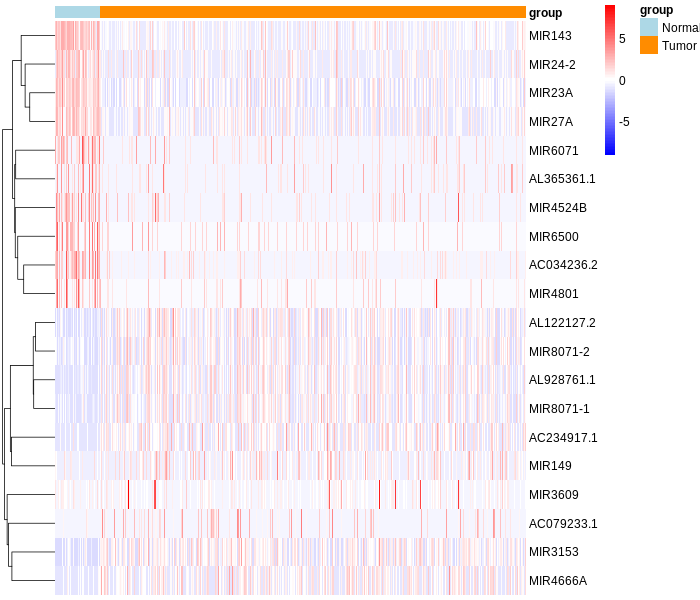 group
group
Normal
Tumor
5
0
-5
MIR143
MIR24-2
MIR23A
MIR27A
MIR6071
AL365361.1
MIR4524B
MIR6500
AC034236.2
MIR4801
AL122127.2
MIR8071-2
AL928761.1
MIR8071-1
AC234917.1
MIR149
MIR3609
AC079233.1
MIR3153
MIR4666A